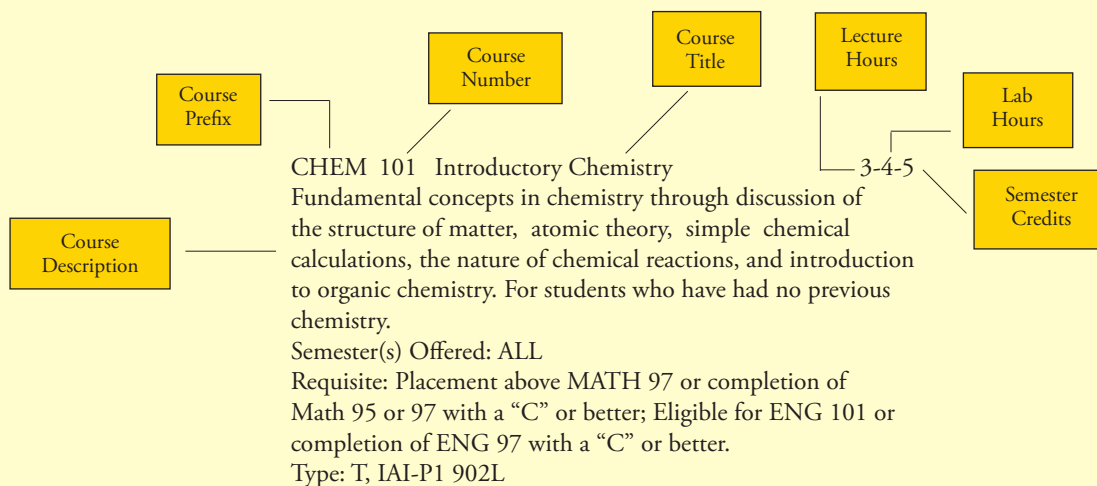 Lecture
Hours
Course
Title
Course
Number
Lab
Hours
Course
Prefix
CHEM 101 Introductory Chemistry 3-4-5
Fundamental concepts in chemistry through discussion of
the structure of matter, atomic theory, simple chemical
calculations, the nature of chemical reactions, and introduction
to organic chemistry. For students who have had no previous
chemistry.
Semester(s) Offered: ALL
Requisite: Placement above MATH 97 or completion of
Math 95 or 97 with a “C” or better; Eligible for ENG 101 or
completion of ENG 97 with a “C” or better.
Type: T, IAI-P1 902L
Semester
Credits
Course
Description